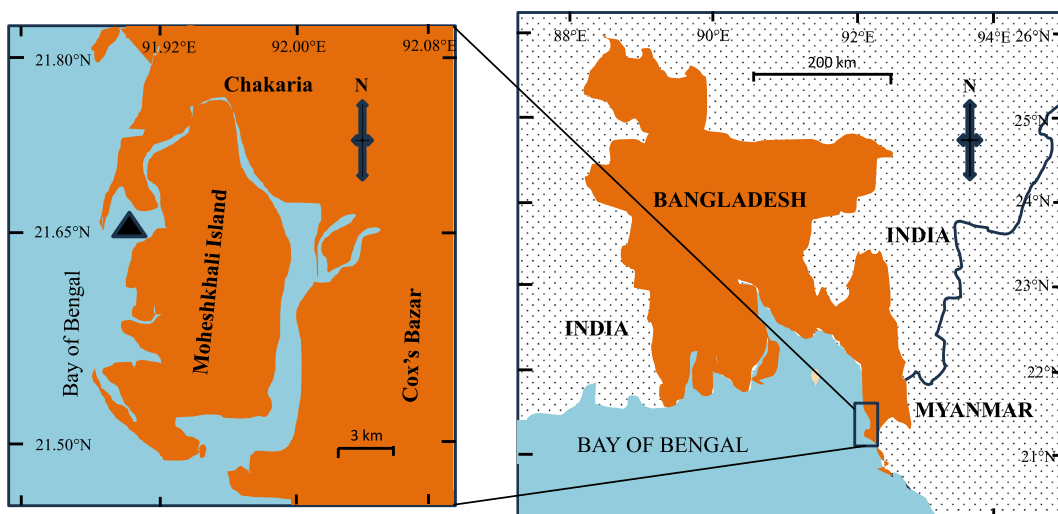 91.92°E 92.00°E 92.08°E
21.80°N
Chakaria
N
21.65°N
Moheshkhali Island
Bay of Bengal
Cox's Bazar
3 km
21.50°N
88°E 90°E 92°E 94°E 26°N
200 km
N
25°N
BANGLADESH
24°N
INDIA
23°N
INDIA
22°N
MYANMAR
BAY OF BENGAL
21°N